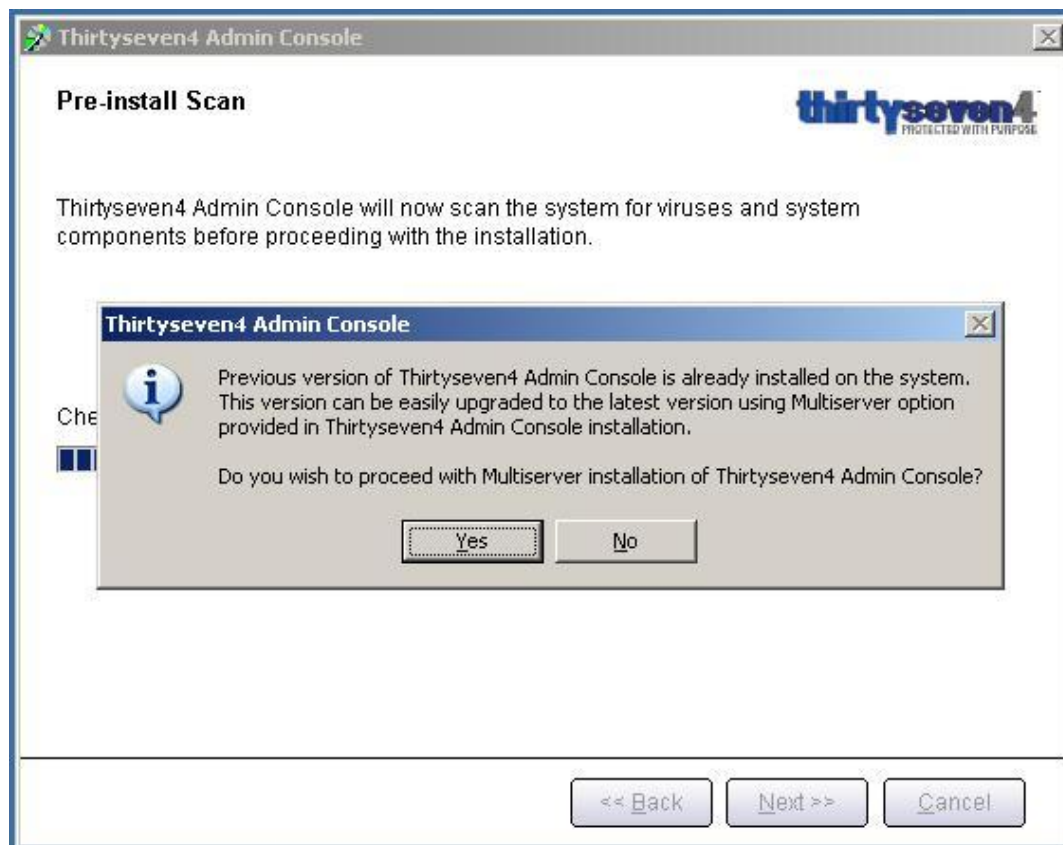 Thirtyseven4 Admin Console
Pre-install Scan
thirtyseven4
PROTECTED WITH PURPOSE
Thirtyseven4 Admin Console will now scan the system for viruses and system
components before proceeding with the installation.
Thirtyseven4 Admin Console
Previous version of Thirtyseven4 Admin Console is already installed on the system.
This version can be easily upgraded to the latest version using Multiserver option
provided in Thirtyseven4 Admin Console installation.
Do you wish to proceed with Multiserver installation of Thirtyseven4 Admin Console?
Che
Yes No
<< Back Next >> Cancel